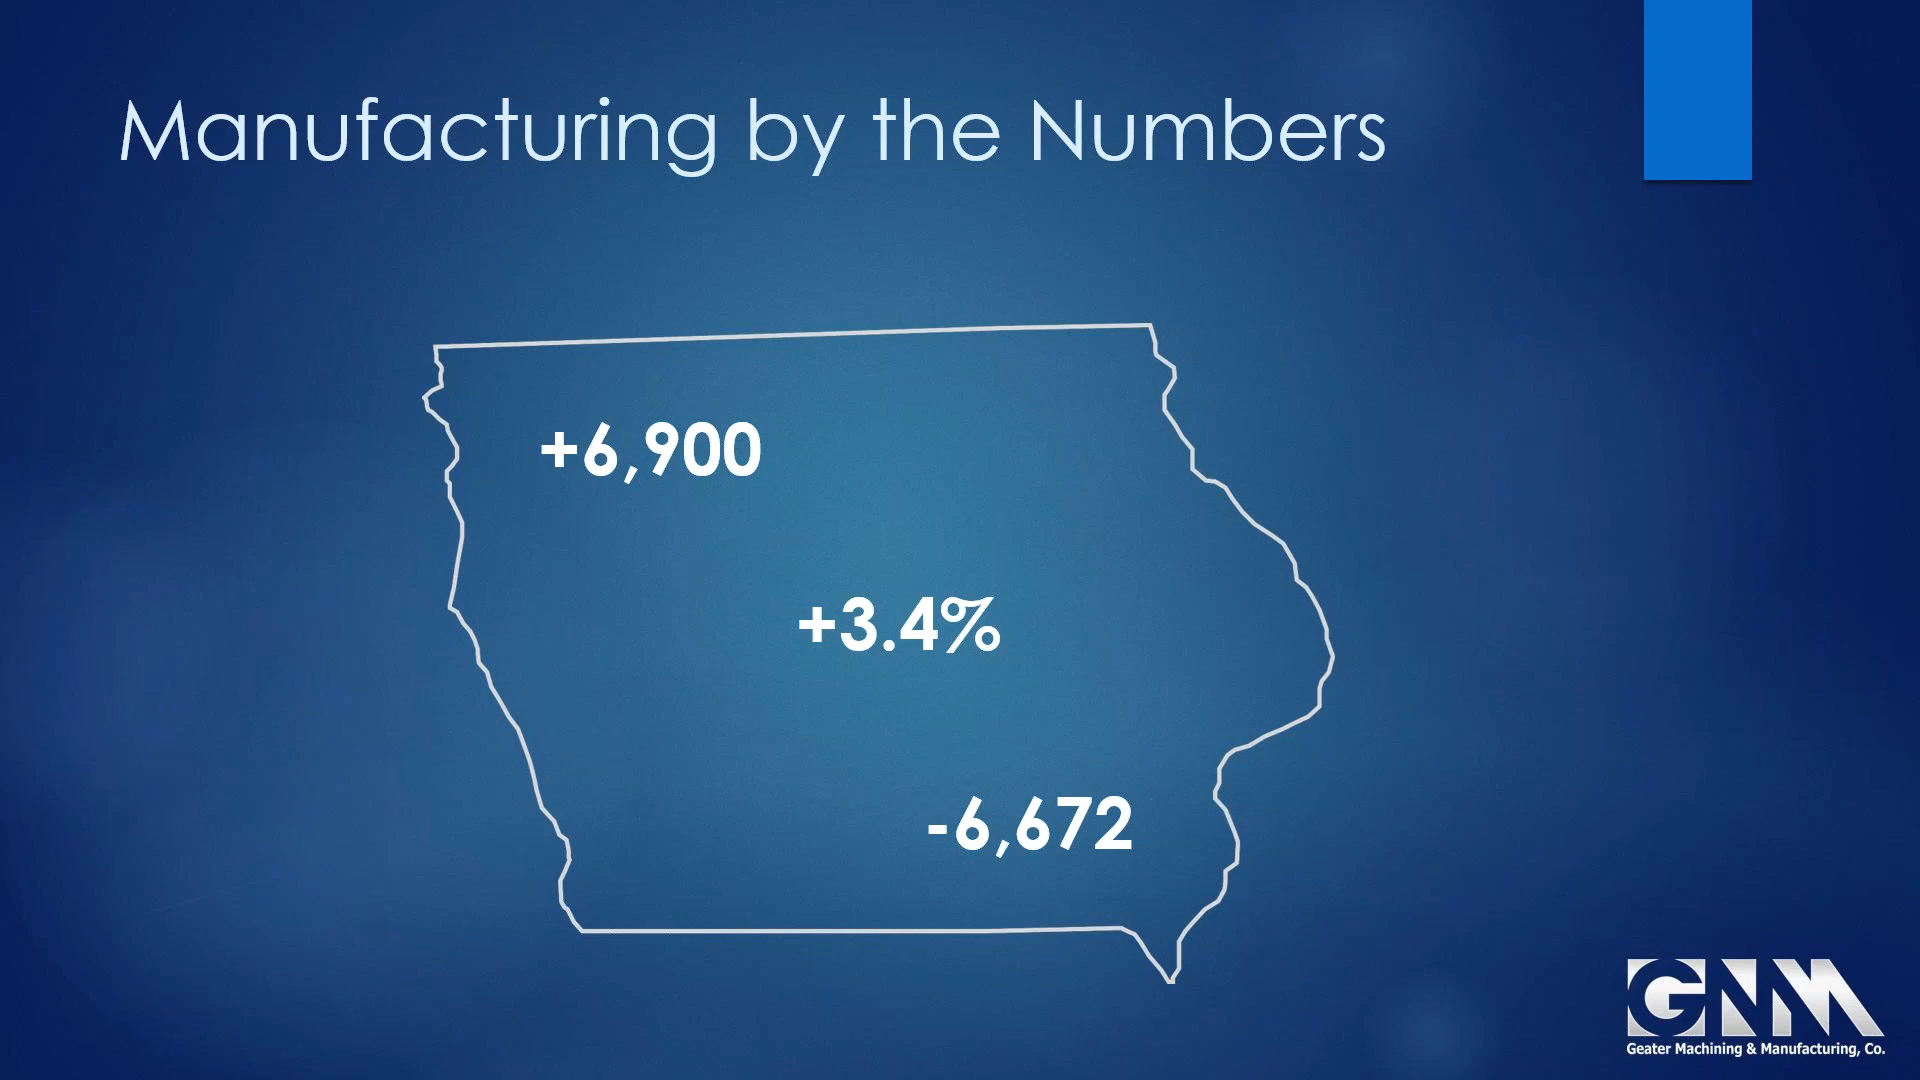 Manufacturing by the Numbers
+6,900
+3.4%
-6,672
GMM
Geater Machining & Manufacturing, Co.